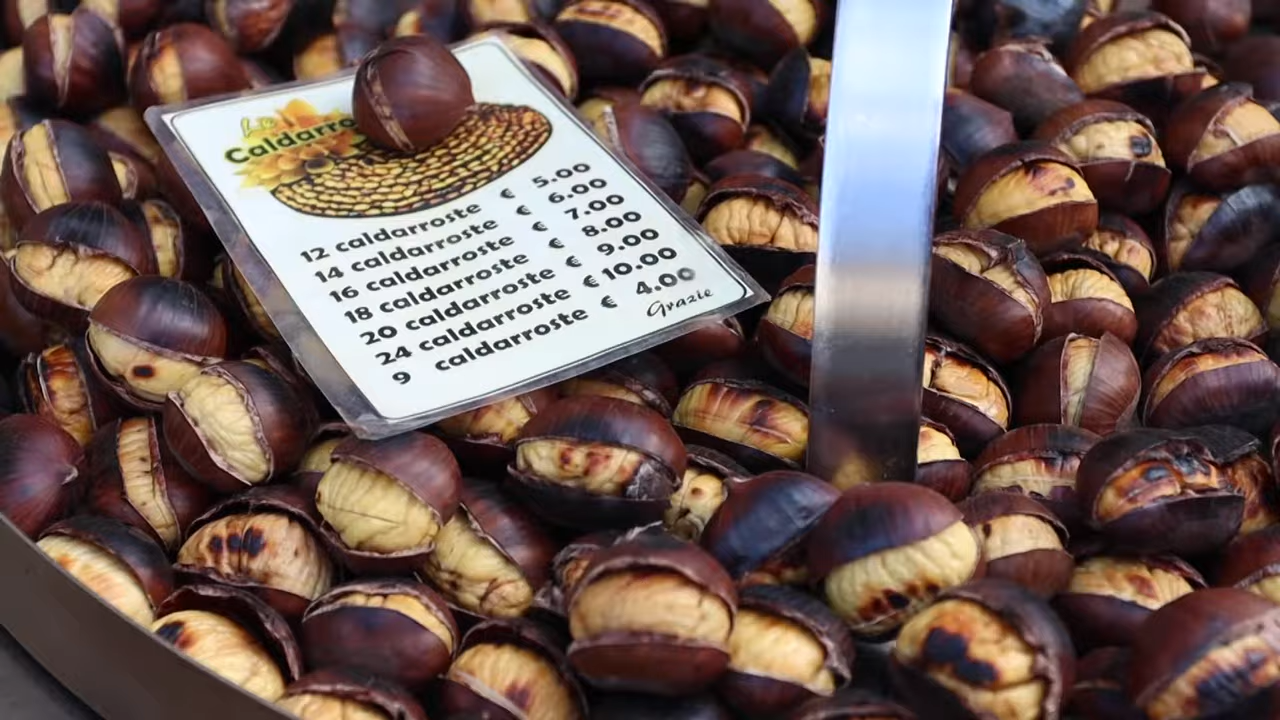 Le
Caldarro
12 caldarroste € 5.00
14 caldarroste € 6.00
16 caldarroste € 7.00
18 caldarroste € 8.00
20 caldarroste € 9.00
24 caldarroste € 10.00
9 caldarroste € 4.00
Grazie